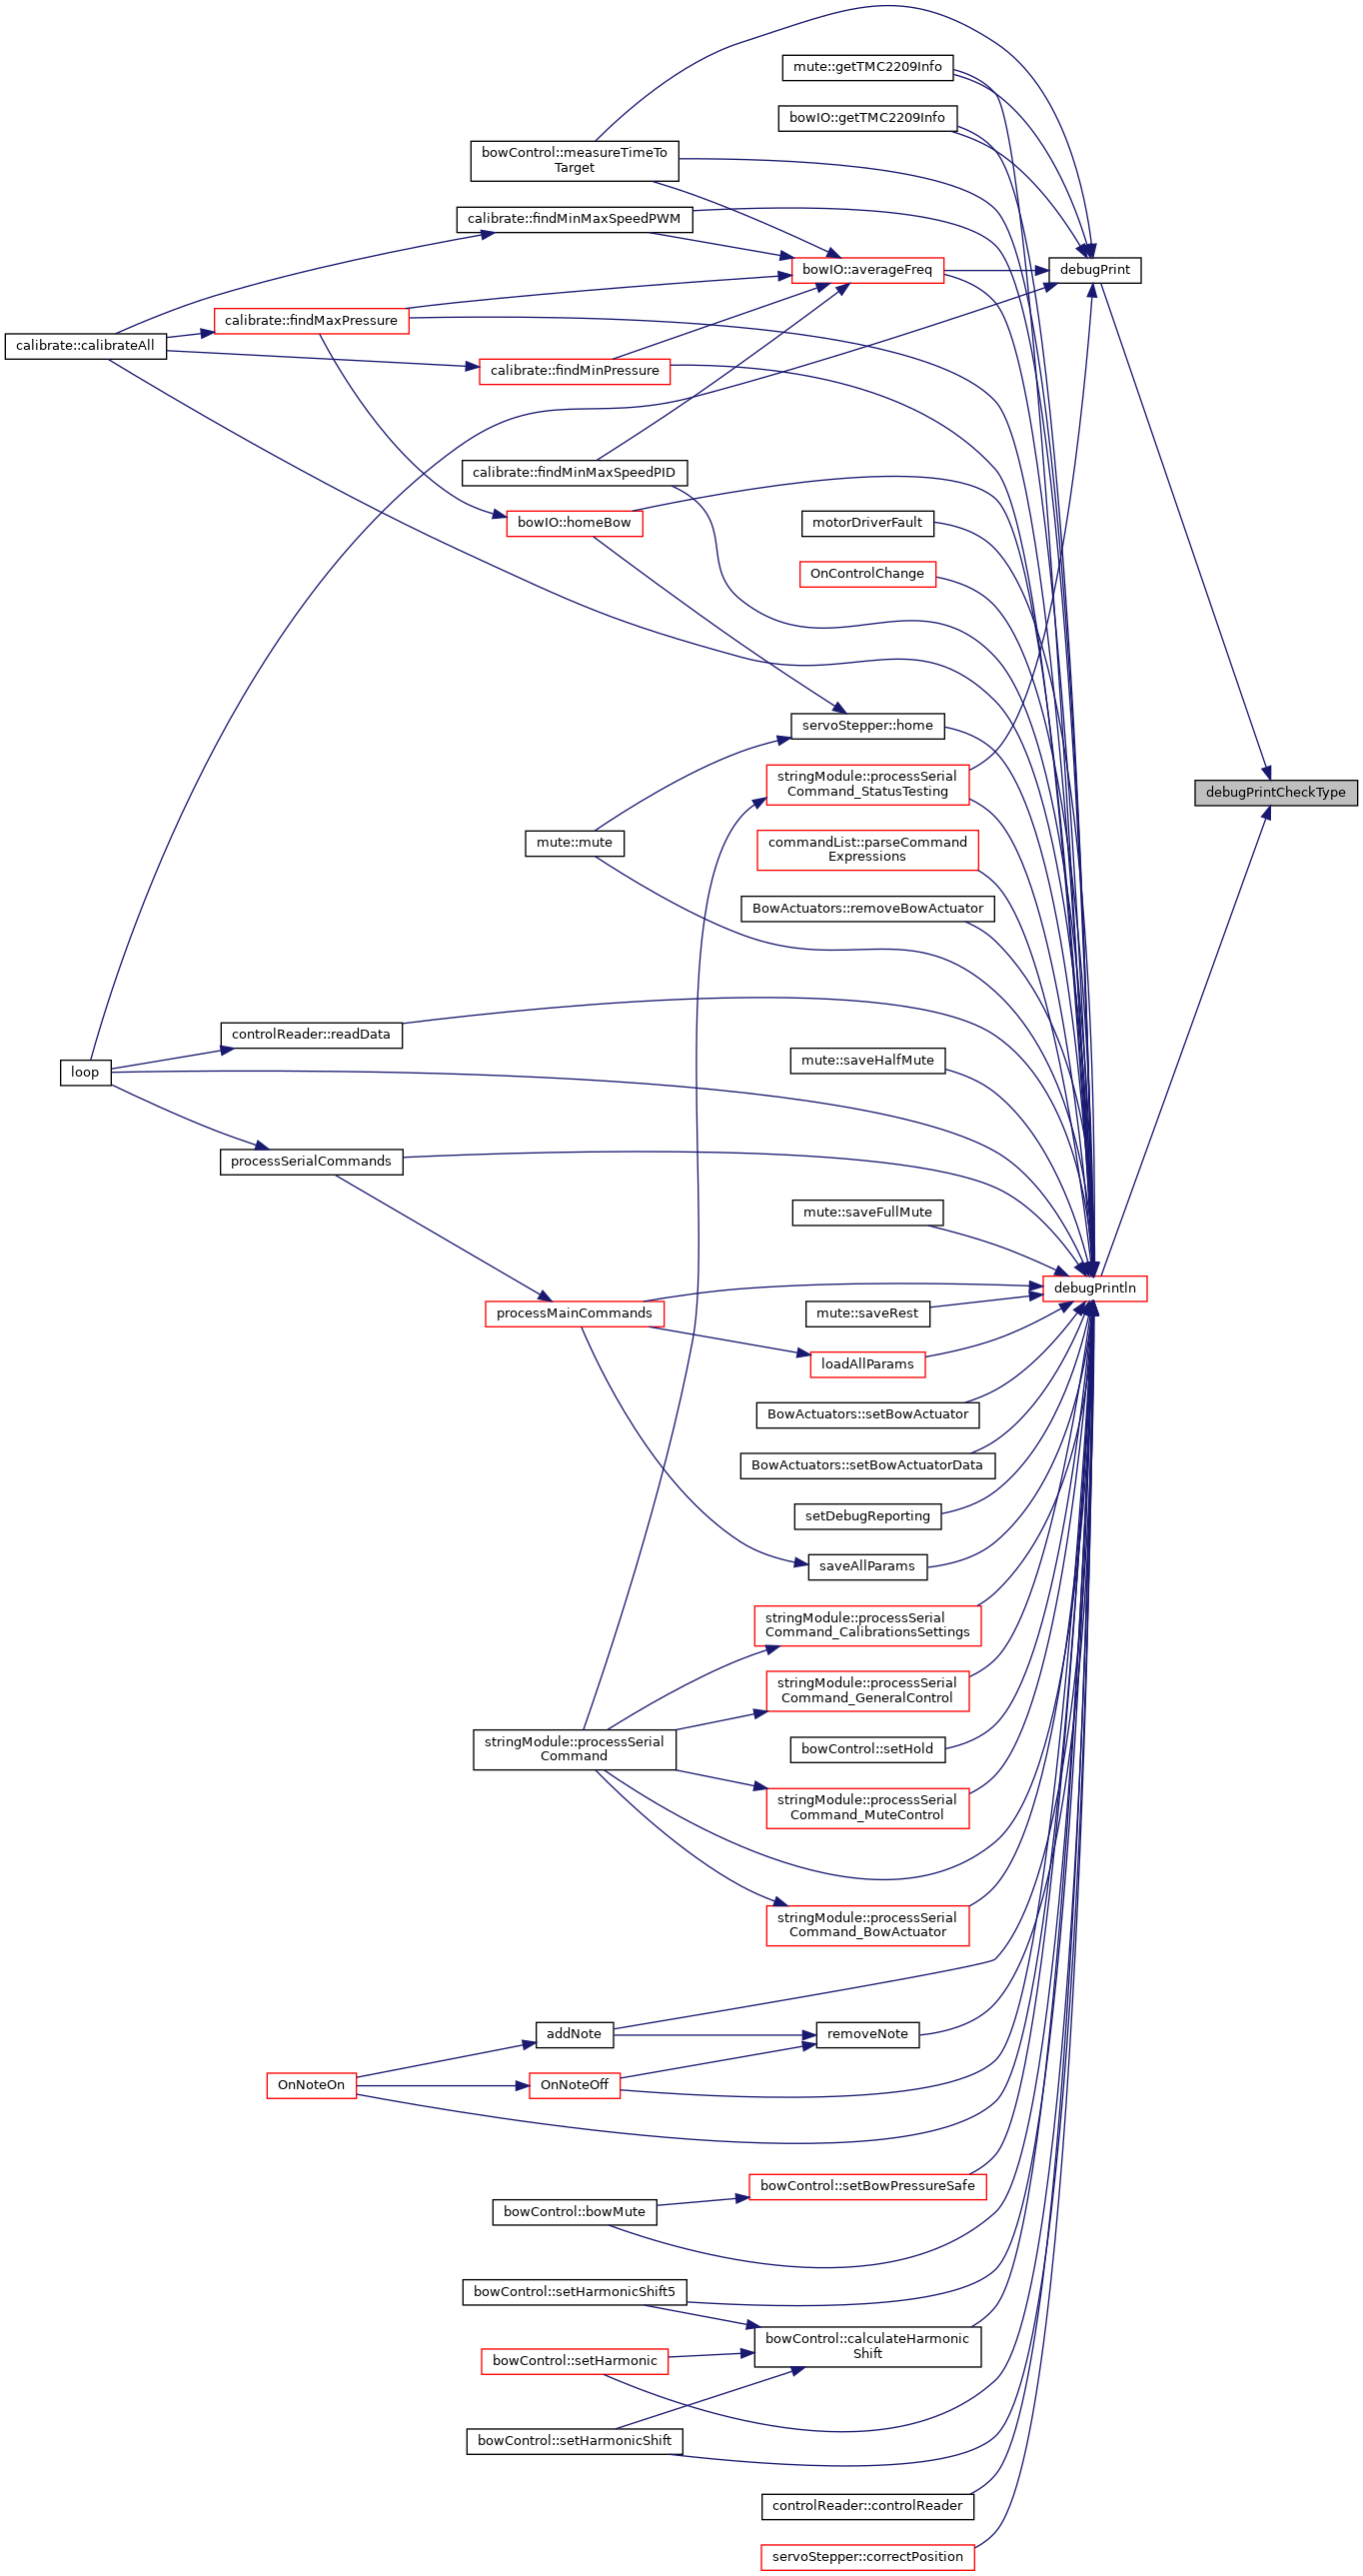 mute::getTMC2209Info
bowIO::getTMC2209Info
bowControl::measureTimeTo
Target
calibrate::findMinMaxSpeedPWM
bowIO::averageFreq
debugPrint
calibrate::findMaxPressure
calibrate::calibrateAll
calibrate::findMinPressure
calibrate::findMinMaxSpeedPID
bowIO::homeBow
motorDriverFault
OnControlChange
servoStepper::home
stringModule::processSerial
Command_StatusTesting
debugPrintCheckType
mute::mute
commandList::parseCommand
Expressions
BowActuators::removeBowActuator
controlReader::readData
mute::saveHalfMute
loop
processSerialCommands
mute::saveFullMute
debugPrintln
processMainCommands
mute::saveRest
loadAllParams
BowActuators::setBowActuator
BowActuators::setBowActuatorData
setDebugReporting
saveAllParams
stringModule::processSerial
Command_CalibrationsSettings
stringModule::processSerial
Command_GeneralControl
stringModule::processSerial
Command
bowControl::setHold
stringModule::processSerial
Command_MuteControl
stringModule::processSerial
Command_BowActuator
addNote
removeNote
OnNoteOn
OnNoteOff
bowControl::setBowPressureSafe
bowControl::bowMute
bowControl::setHarmonicShift5
bowControl::calculateHarmonic
Shift
bowControl::setHarmonic
bowControl::setHarmonicShift
controlReader::controlReader
servoStepper::correctPosition